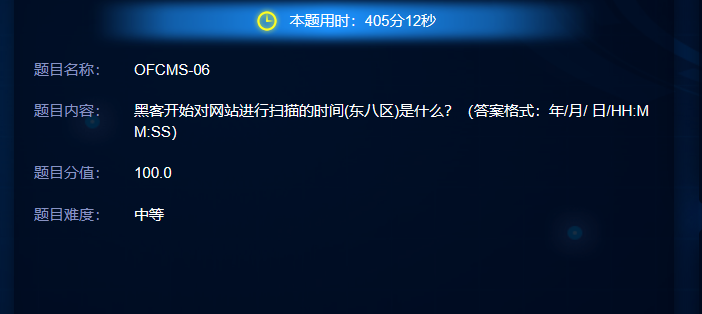 本题用时：405分12秒
题目名称： OFCMS-06
题目内容： 黑客开始对网站进行扫描的时间(东八区)是什么？ (答案格式：年/月/ 日/HH:M
M:SS)
题目分值： 100.0
题目难度： 中等